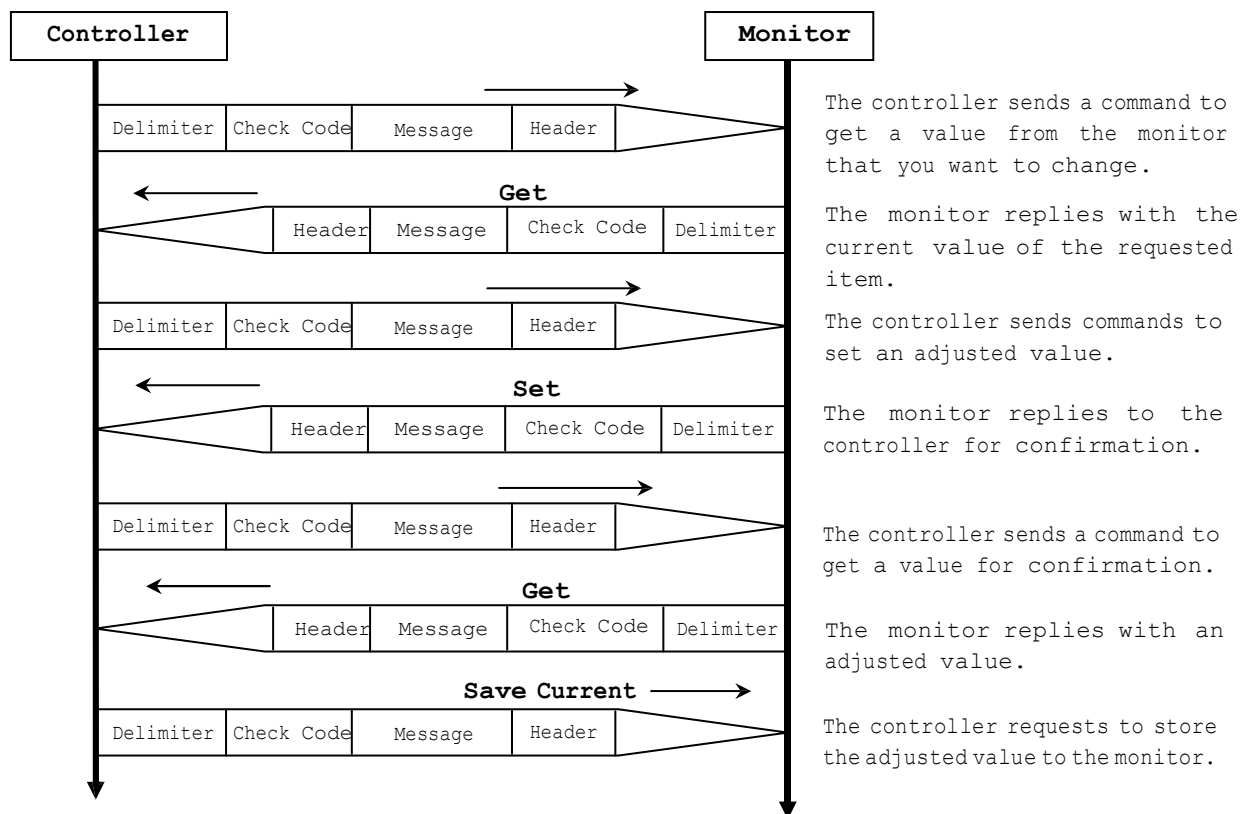 Controller
Monitor
Delimiter Check Code Message Header
The controller sends a command to
get a value from the monitor
that you want to change.
Get
Header Message Check Code Delimiter
The monitor replies with the
current value of the requested
item.
Delimiter Check Code Message Header
The controller sends commands to
set an adjusted value.
Set
Header Message Check Code Delimiter
The monitor replies to the
controller for confirmation.
Delimiter Check Code Message Header
The controller sends a command to
get a value for confirmation.
Get
Header Message Check Code Delimiter
The monitor replies with an
adjusted value.
Save Current
Delimiter Check Code Message Header
The controller requests to store
the adjusted value to the monitor.